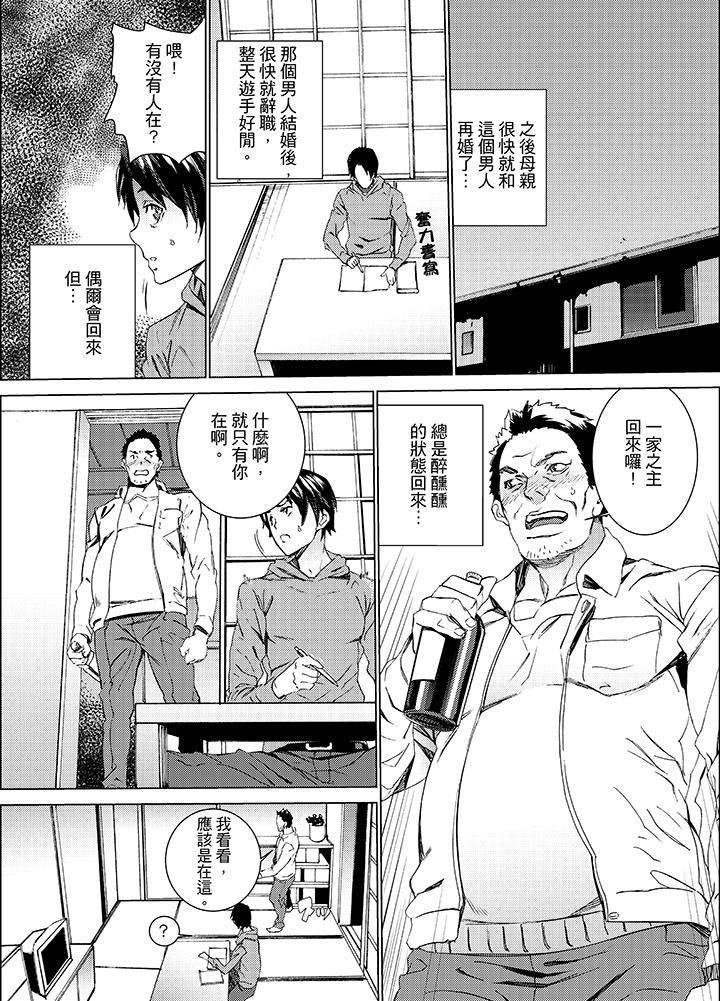 之後母親
很快就和
這個男人
再婚了…
那個男人結婚後，
很快就辭職，
整天遊手好閒。
奮力書寫
喂！
有沒有人在？
偶爾會回來
但…
一家之主
回來囉！
總是醉醺醺
的狀態回來…
什麼啊，
就只有你
在啊。
我看看，
應該是在這。
？